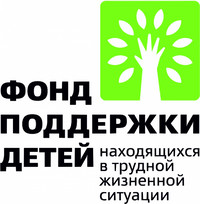 ФОНД
ПОДДЕРЖКИ
ДЕТЕЙ
находящихся
в трудной
жизненной
ситуации